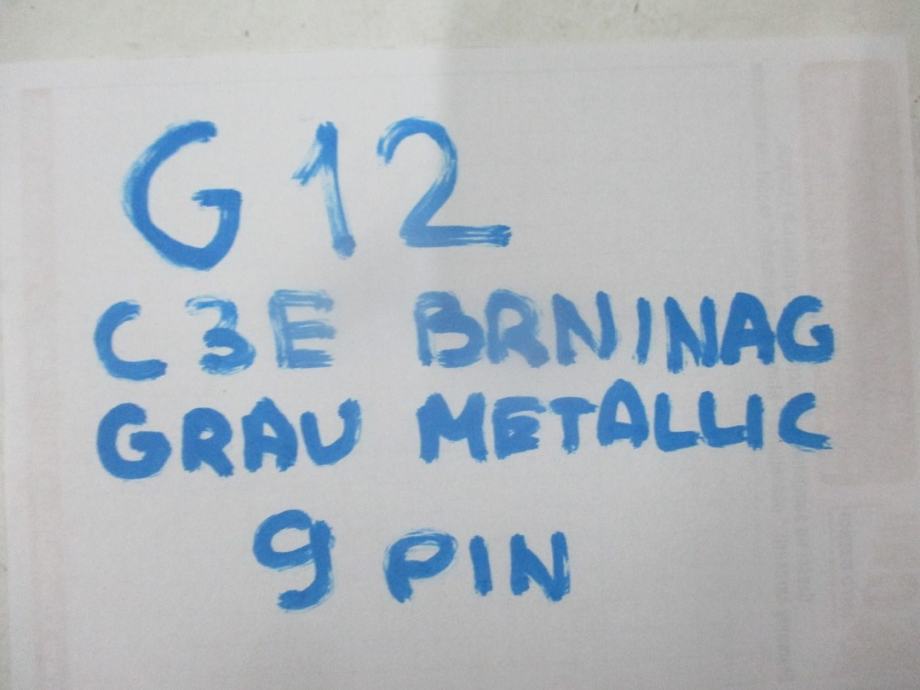 G12
C3E BRNINAG
GRAU METALLIC
9 PIN